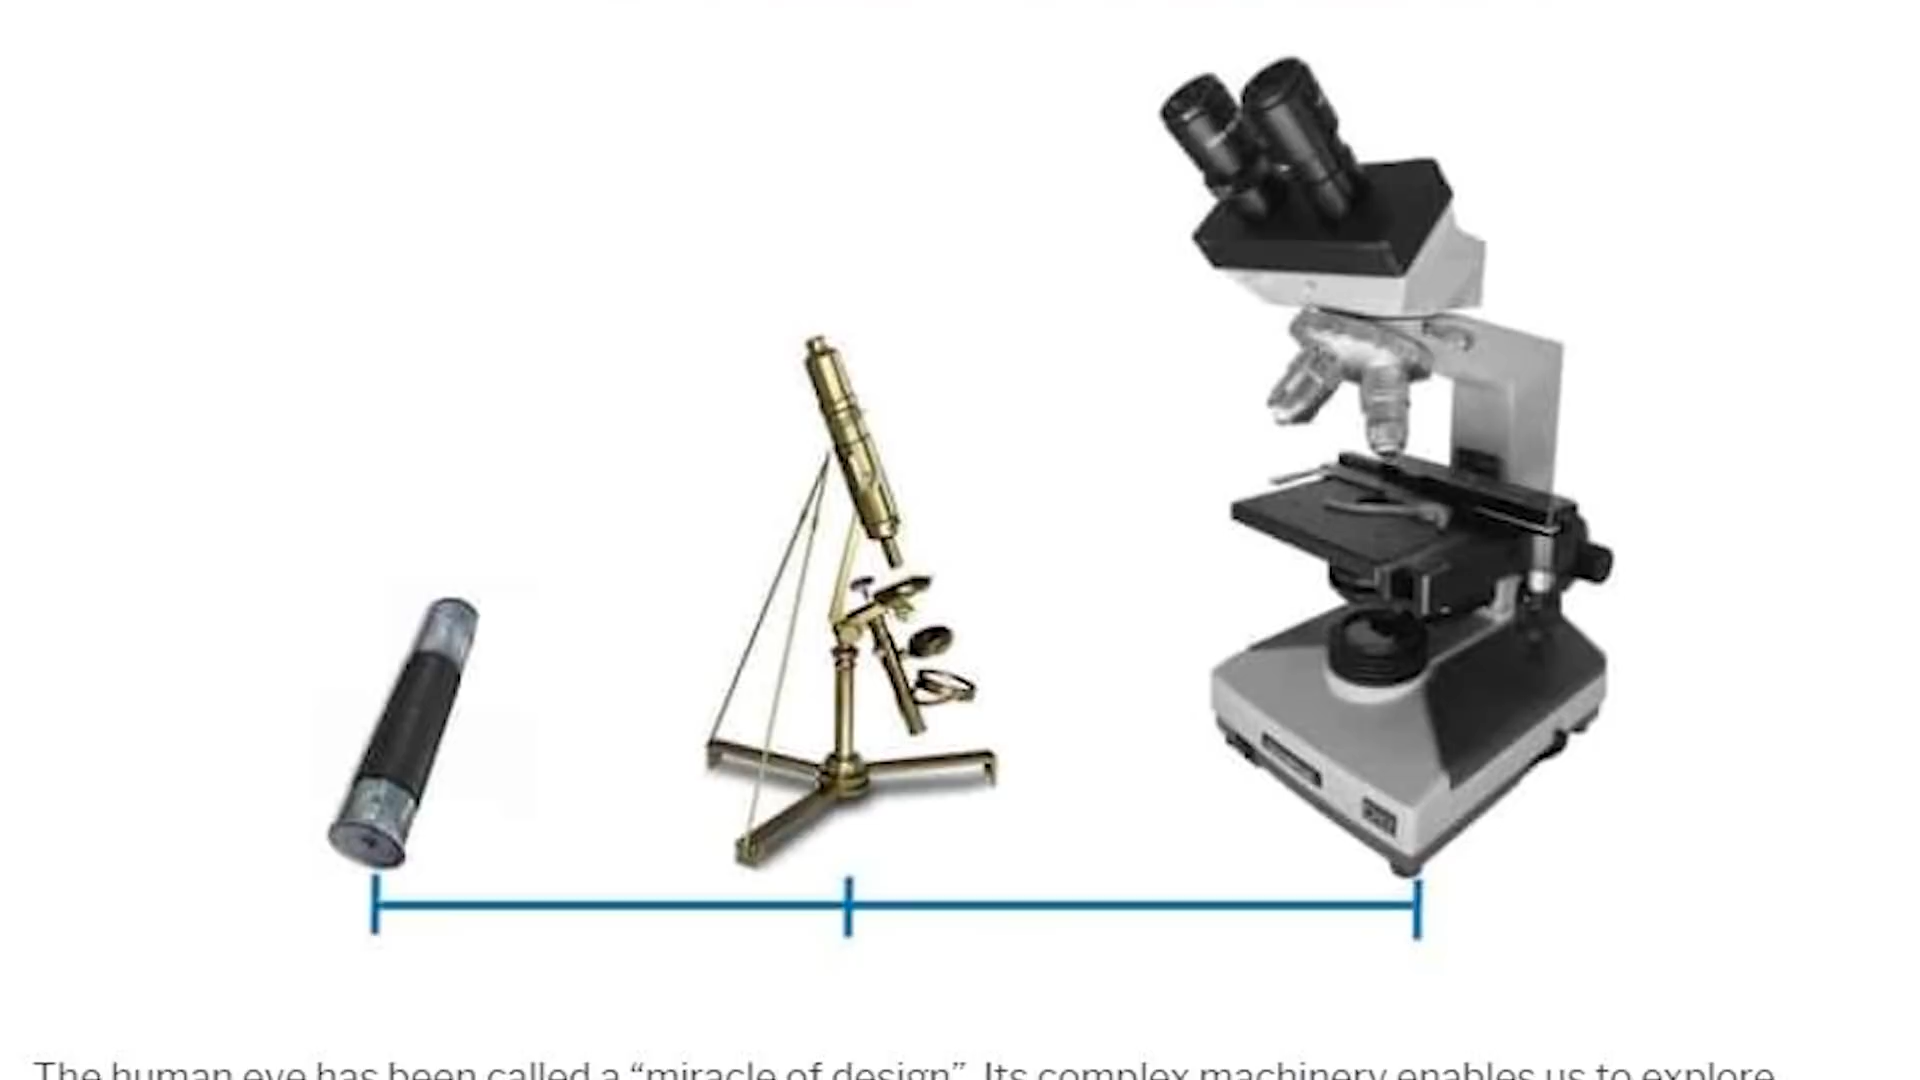 The human eye has been called a “miracle of design”. Its complex machinery enables us to explore